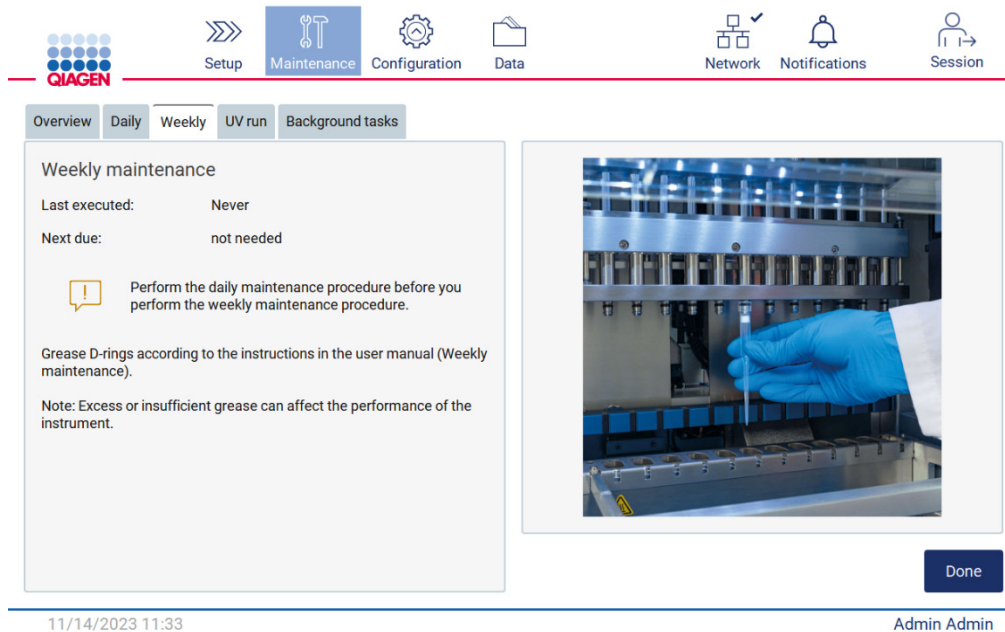 QIAGEN
Setup
Maintenance
Configuration
Data
Network
Notifications
Session
Overview
Daily
Weekly
UV run
Background tasks
Weekly maintenance
Last executed: Never
Next due: not needed
Perform the daily maintenance procedure before you
perform the weekly maintenance procedure.
Grease D-rings according to the instructions in the user manual (Weekly
maintenance).
Note: Excess or insufficient grease can affect the performance of the
instrument.
Done
11/14/2023 11:33
Admin Admin